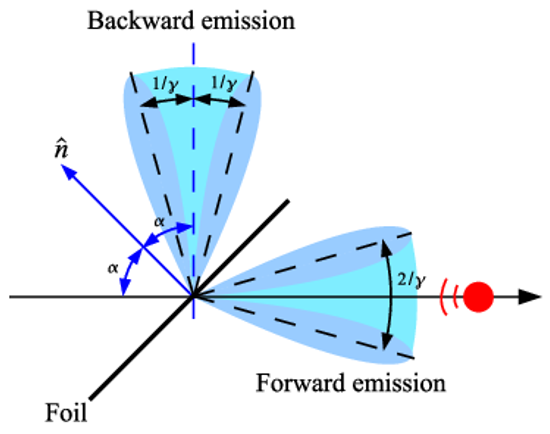 Backward emission
1/γ 1/γ
n̂
α
α
2/γ
Forward emission
Foil